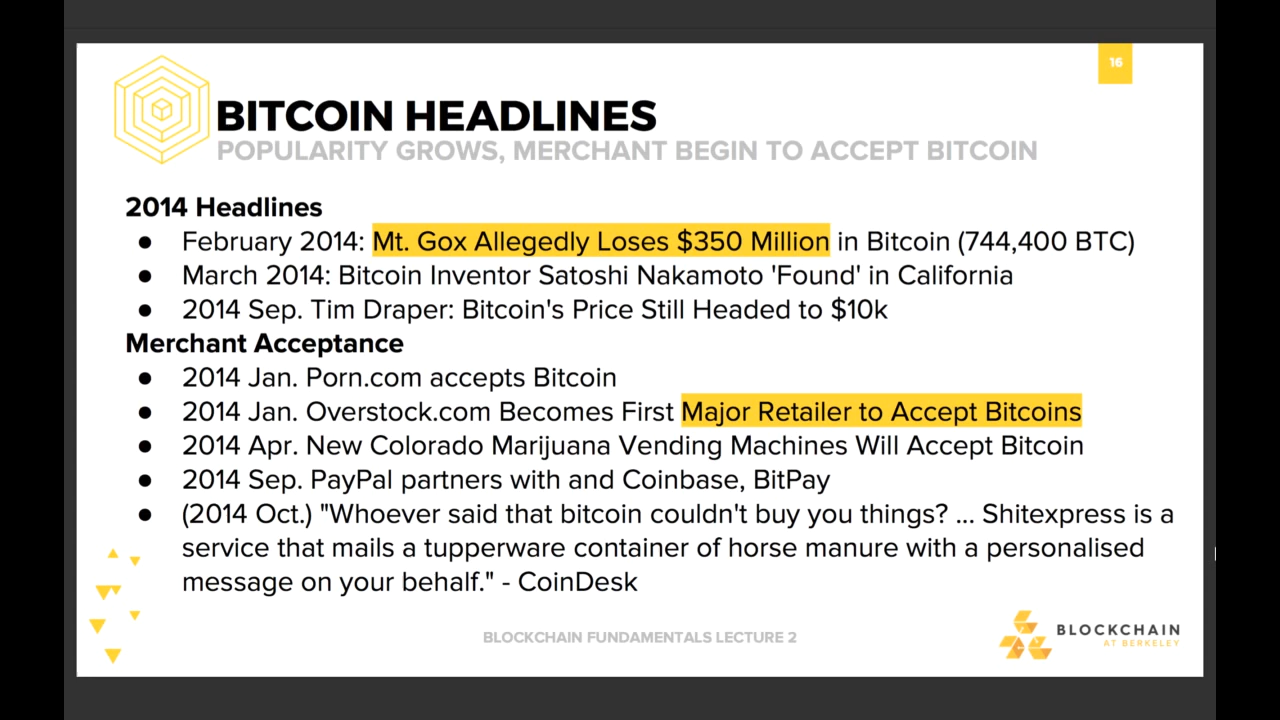 16
BITCOIN HEADLINES
POPULARITY GROWS, MERCHANT BEGIN TO ACCEPT BITCOIN
2014 Headlines
● February 2014: Mt. Gox Allegedly Loses $350 Million in Bitcoin (744,400 BTC)
● March 2014: Bitcoin Inventor Satoshi Nakamoto 'Found' in California
● 2014 Sep. Tim Draper: Bitcoin's Price Still Headed to $10k
Merchant Acceptance
● 2014 Jan. Porn.com accepts Bitcoin
● 2014 Jan. Overstock.com Becomes First Major Retailer to Accept Bitcoins
● 2014 Apr. New Colorado Marijuana Vending Machines Will Accept Bitcoin
● 2014 Sep. PayPal partners with and Coinbase, BitPay
● (2014 Oct.) "Whoever said that bitcoin couldn't buy you things? ... Shitexpress is a
service that mails a tupperware container of horse manure with a personalised
message on your behalf." - CoinDesk
BLOCKCHAIN FUNDAMENTALS LECTURE 2
BLOCKCHAIN
AT BERKELEY